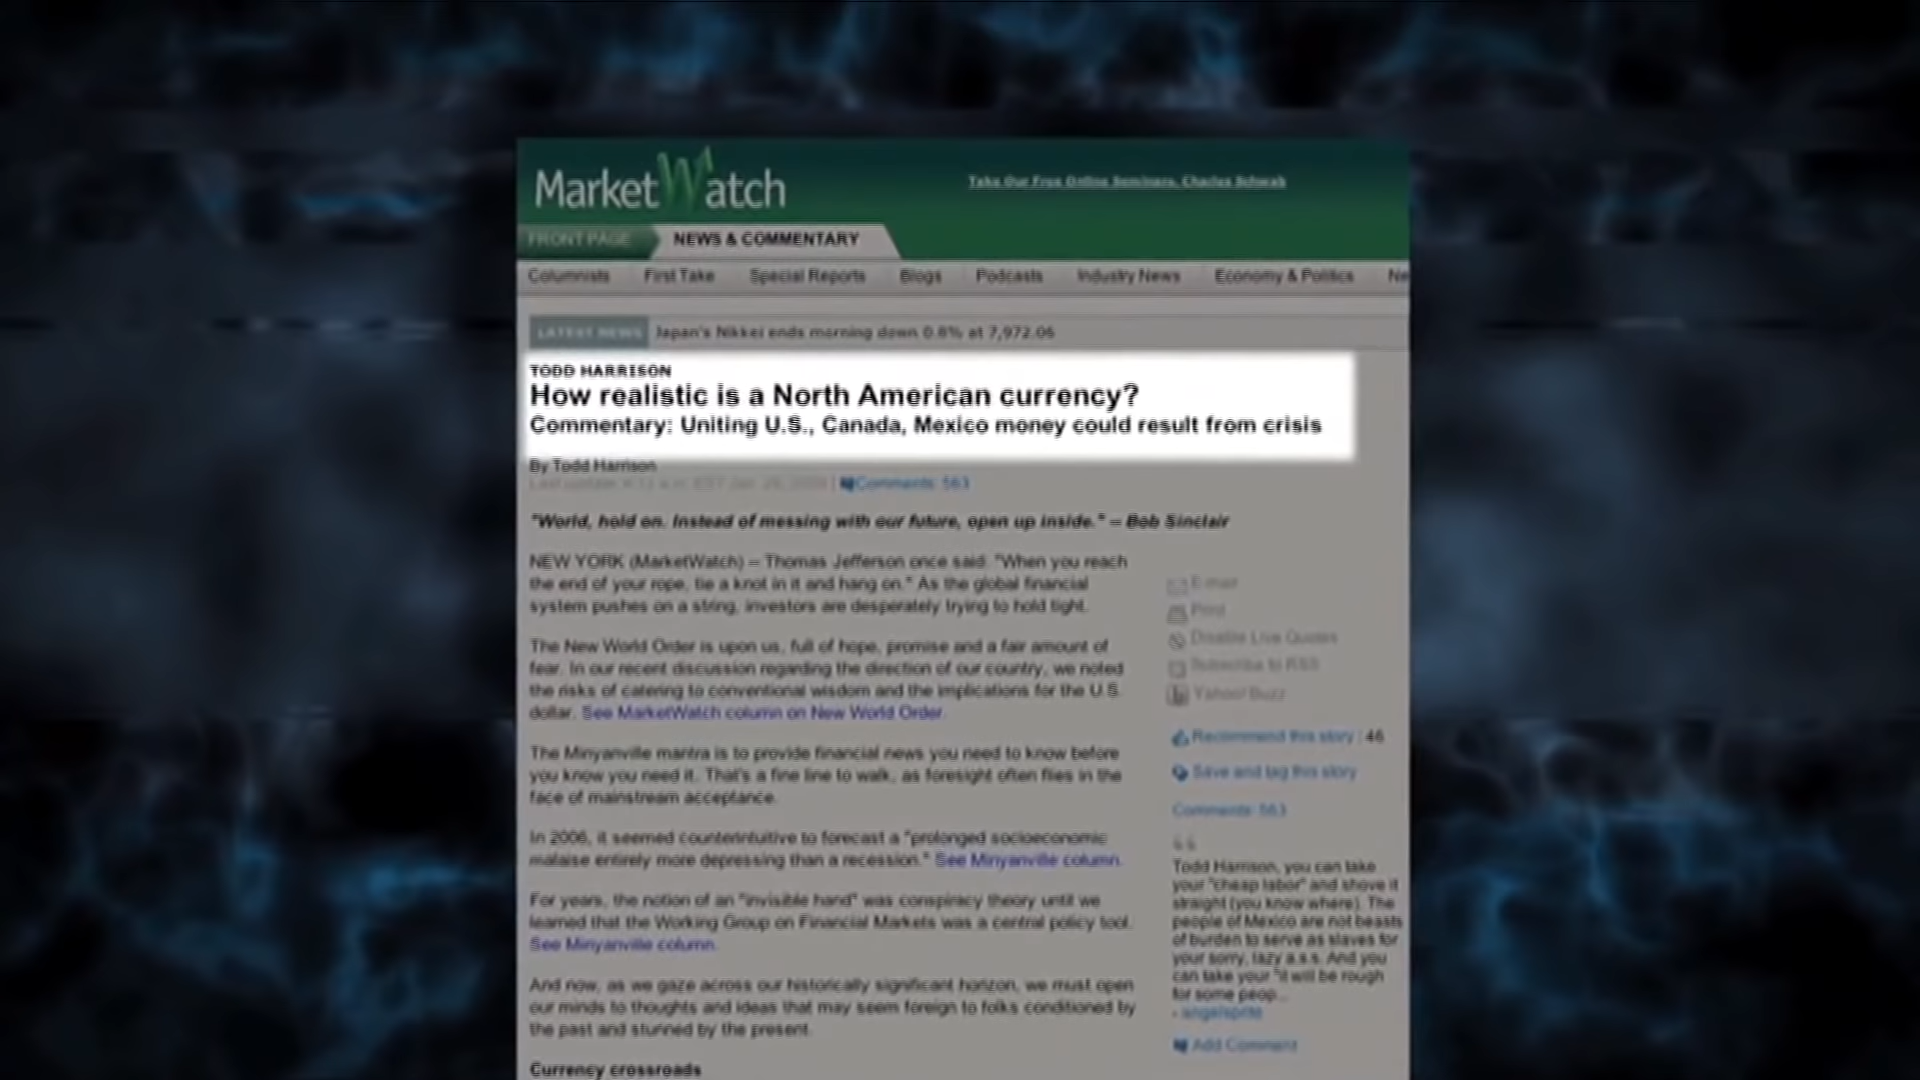 MarketWatch
Take Our Free Online Seminars, Charles Schwab
FRONT PAGE
NEWS & COMMENTARY
Columnists First Take Special Reports Blogs Podcasts Industry News Economy & Politics Ne
LATEST NEWS Japan's Nikkei ends morning down 0.8% at 7,972.06
TODD HARRISON
How realistic is a North American currency?
Commentary: Uniting U.S., Canada, Mexico money could result from crisis
By Todd Harrison
Last update: EST Jan. Comments: 563
"World, hold on. Instead of messing with our future, open up inside." -- Bob Sinclair
NEW YORK (MarketWatch) -- Thomas Jefferson once said: "When you reach
the end of your rope, tie a knot in it and hang on." As the global financial
system pushes on a string, investors are desperately trying to hold tight.
The New World Order is upon us, full of hope, promise and a fair amount of
fear. In our recent discussion regarding the direction of our country, we noted
the risks of catering to conventional wisdom and the implications for the U.S.
dollar. See MarketWatch column on New World Order.
The Minyanville mantra is to provide financial news you need to know before
you know you need it. That's a fine line to walk, as foresight often flies in the
face of mainstream acceptance.
In 2006, it seemed counterintuitive to forecast a "prolonged socioeconomic
malaise entirely more depressing than a recession." See Minyanville column.
For years, the notion of an "invisible hand" was conspiracy theory until we
learned that the Working Group on Financial Markets was a central policy tool.
See Minyanville column.
And now, as we gaze across our historically significant horizon, we must open
our minds to thoughts and ideas that may seem foreign to folks conditioned by
the past and stunned by the present.
Currency crossroads
E-mail
Print
Disable Live Quotes
Subscribe to RSS
Yahoo! Buzz
Recommend this story | 46
Save and tag this story
Comments: 563
Todd Harrison, you can take
your "cheap labor" and shove it
straight (you know where). The
people of Mexico are not beasts
of burden to serve as slaves for
your sorry, lazy a.s.s. And you
can take your "it will be rough
for some peop...
- angelsprite
Add Comment